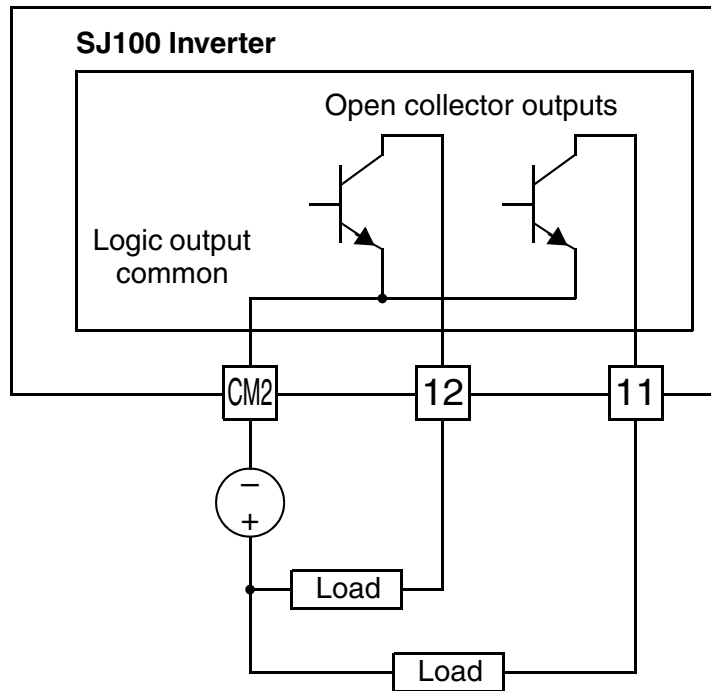 SJ100 Inverter
Open collector outputs
Logic output
common
CM2
12
11
−
+
Load
Load